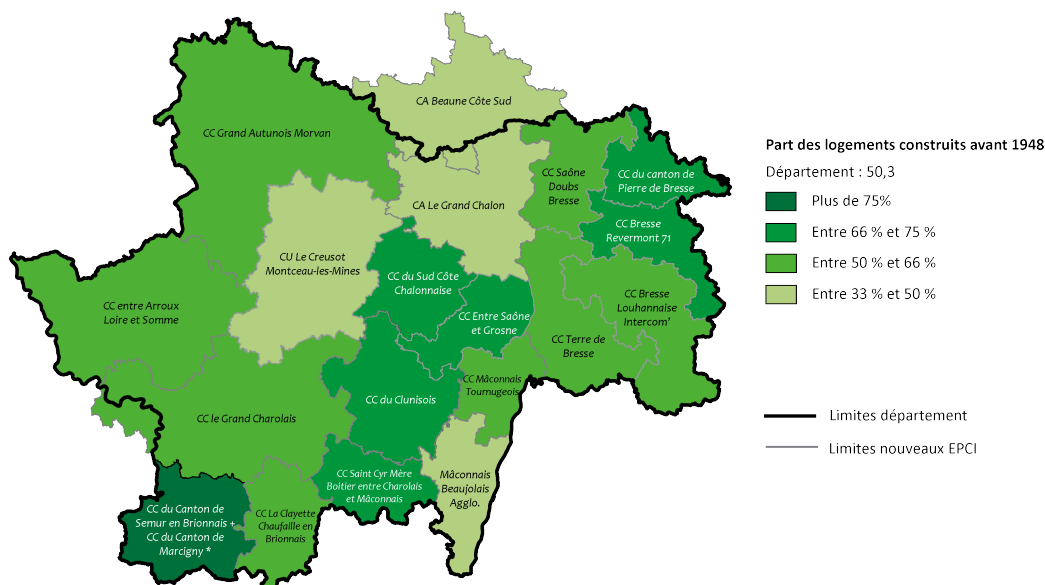 CA Beaune Côte Sud
CC Grand Autunois Morvan
CC Saône
Doubs
Bresse
CC du canton de
Pierre de Bresse
CA Le Grand Chalon
CC Bresse
Revermont 71
CU Le Creusot
Montceau-les-Mines
CC du Sud Côte
Chalonnaise
CC entre Arroux
Loire et Somme
CC Entre Saône
et Grosne
CC Bresse
Louhannaise
Intercom'
CC Terre de
Bresse
CC Mâconnais
Tournugeois
CC du Clunisois
CC le Grand Charolais
CC Saint Cyr Mère
Boitier entre Charolais
et Mâconnais
Mâconnais
Beaujolais
Agglo.
CC du Canton de
Semur en Brionnais +
CC du Canton de
Marcigny *
CC La Clayette
Chaufaille en
Brionnais
Part des logements construits avant 1948
Département : 50,3
Plus de 75%
Entre 66 % et 75 %
Entre 50 % et 66 %
Entre 33 % et 50 %
Limites département
Limites nouveaux EPCI